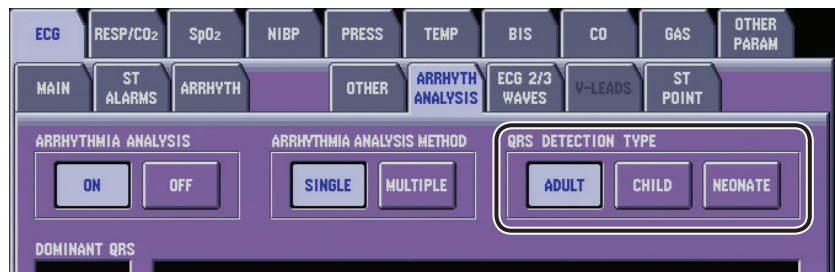 ECG RESP/CO2 SpO2 NIBP PRESS TEMP BIS CO GAS OTHER PARAM
MAIN ST ALARMS ARRHYTH OTHER ARRHYTH ANALYSIS ECG 2/3 WAVES V-LEADS ST POINT
ARRHYTHMIA ANALYSIS ARRHYTHMIA ANALYSIS METHOD QRS DETECTION TYPE
ON OFF SINGLE MULTIPLE ADULT CHILD NEONATE
DOMINANT QRS